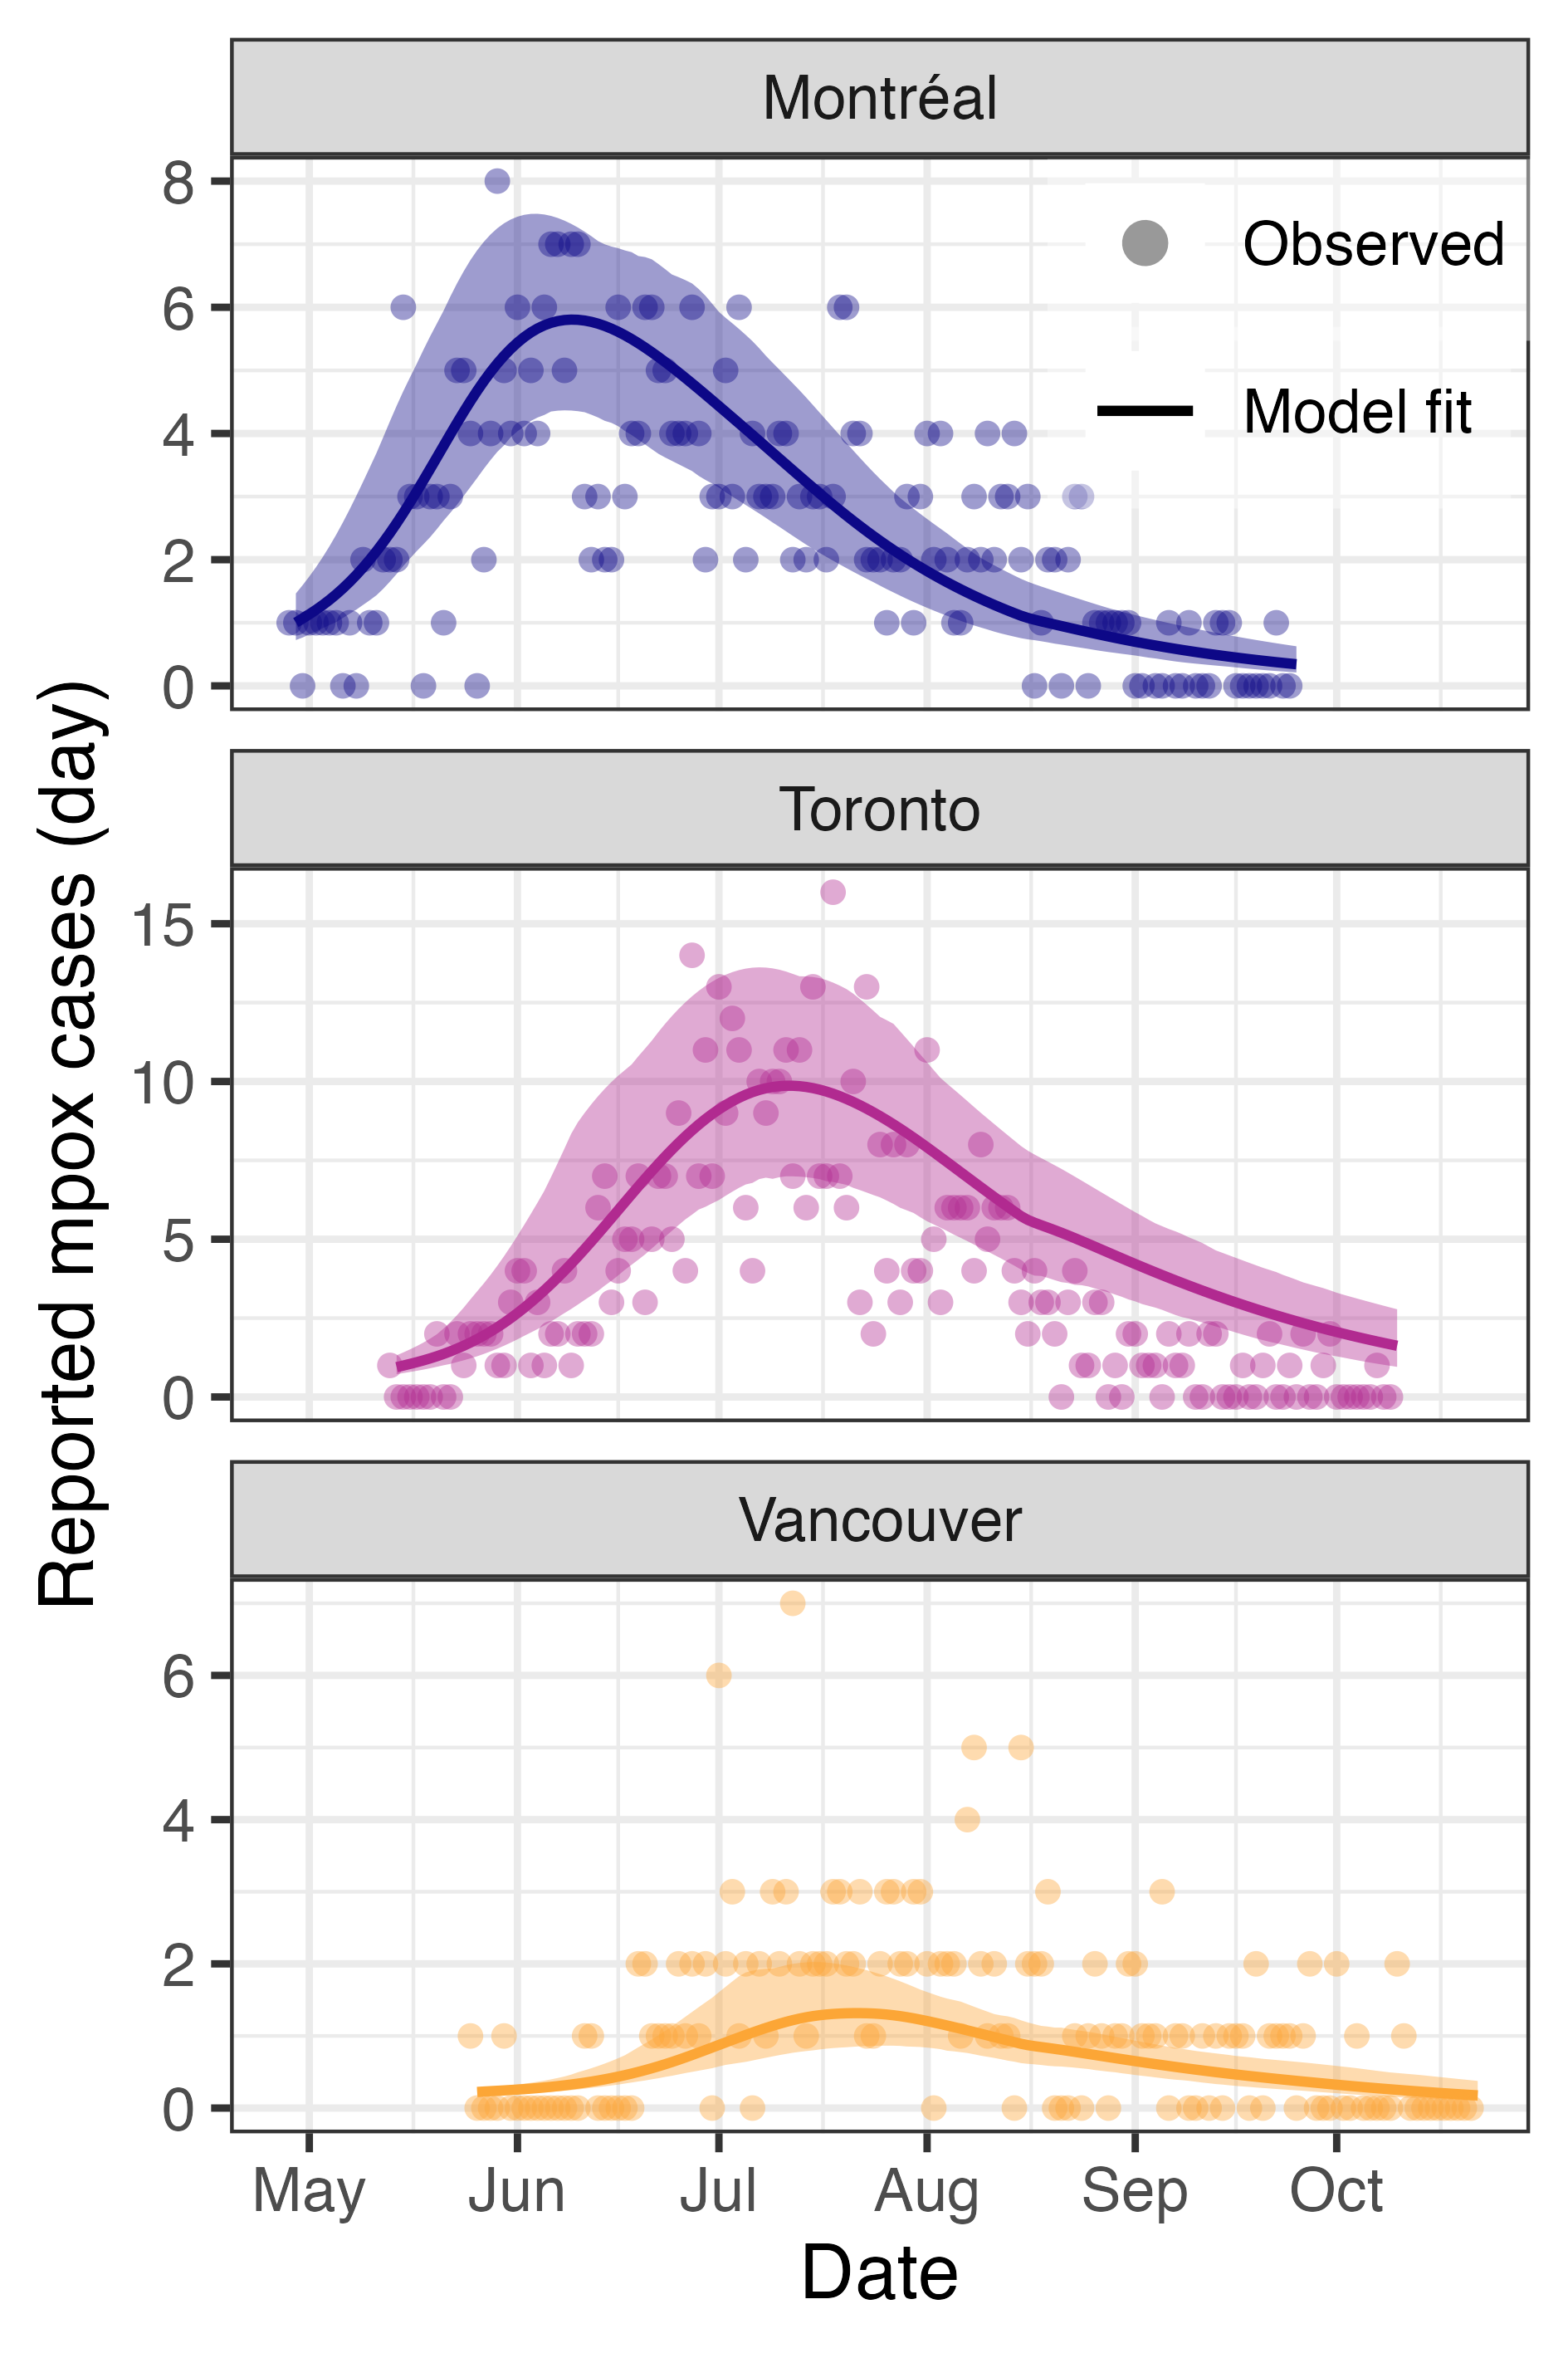 Montréal
8
6
4
2
0
Observed
Model fit
Reported mpox cases (day)
Toronto
15
10
5
0
Vancouver
6
4
2
0
May Jun Jul Aug Sep Oct
Date